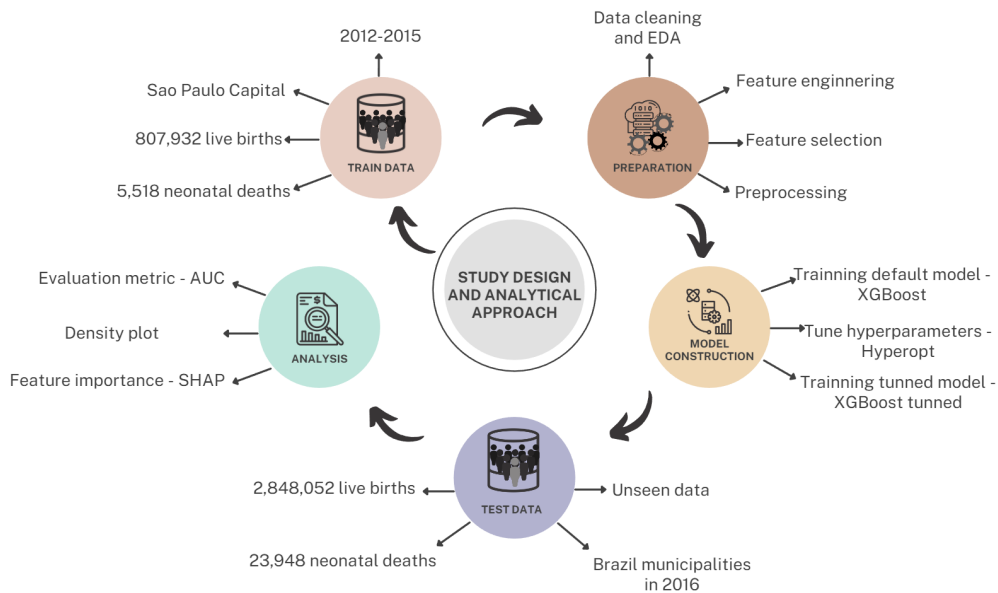 2012-2015
Sao Paulo Capital
807,932 live births
5,518 neonatal deaths
TRAIN DATA
Data cleaning
and EDA
Feature enginnering
Feature selection
Preprocessing
PREPARATION
STUDY DESIGN
AND ANALYTICAL
APPROACH
Trainning default model -
XGBoost
Tune hyperparameters -
Hyperopt
Trainning tunned model -
XGBoost tunned
MODEL
CONSTRUCTION
2,848,052 live births
23,948 neonatal deaths
TEST DATA
Unseen data
Brazil municipalities
in 2016
Evaluation metric - AUC
Density plot
Feature importance - SHAP
ANALYSIS
1010
$